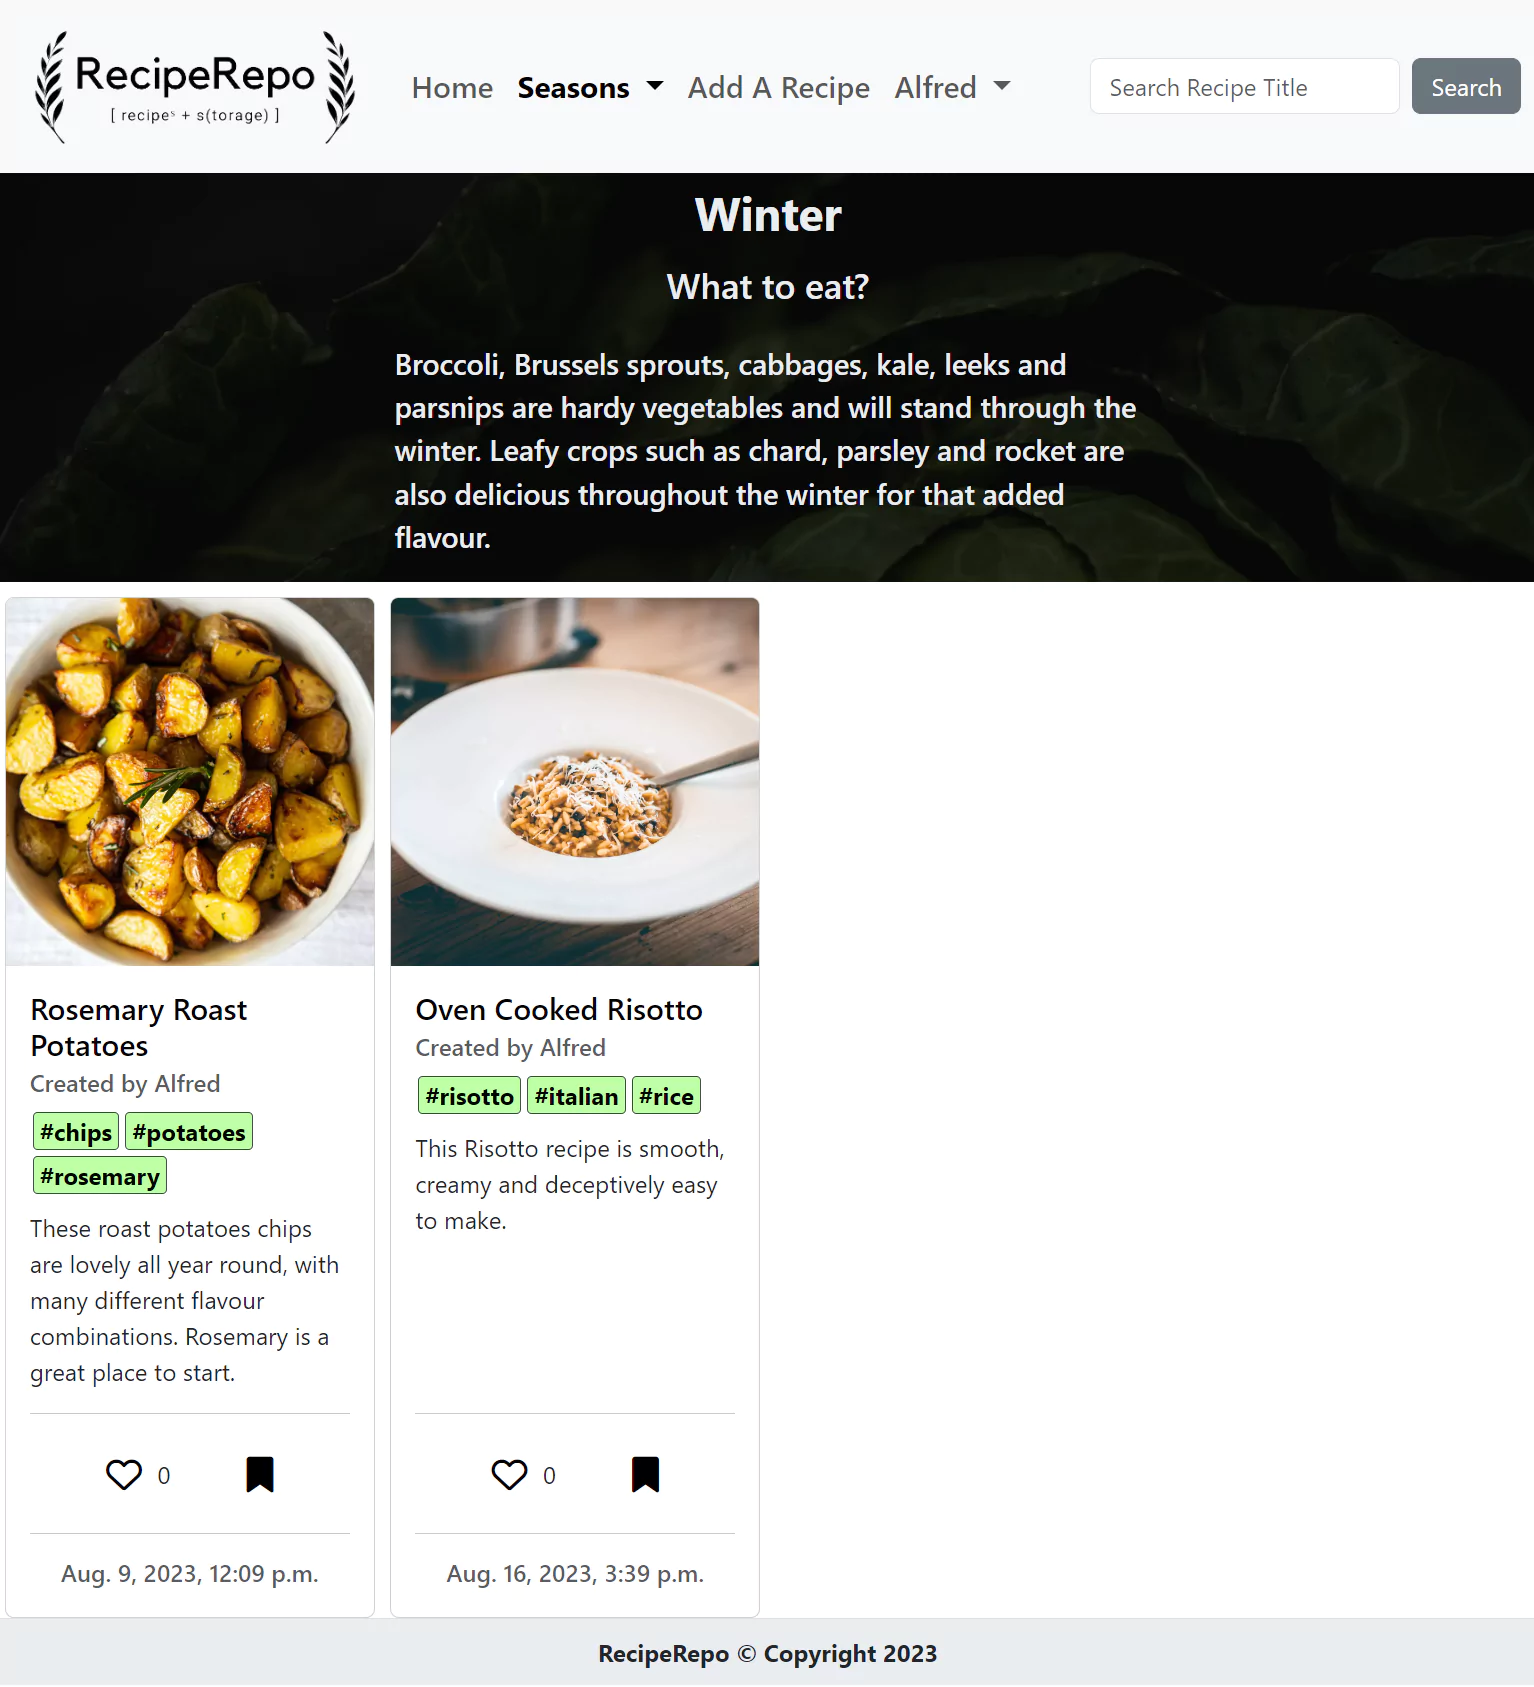 RecipeRepo
[ recipeˢ + s(torage) ]
Home Seasons Add A Recipe Alfred Search Recipe Title Search
Winter
What to eat?
Broccoli, Brussels sprouts, cabbages, kale, leeks and
parsnips are hardy vegetables and will stand through the
winter. Leafy crops such as chard, parsley and rocket are
also delicious throughout the winter for that added
flavour.
Rosemary Roast
Potatoes
Created by Alfred
#chips #potatoes
#rosemary
These roast potatoes chips
are lovely all year round, with
many different flavour
combinations. Rosemary is a
great place to start.
0
Aug. 9, 2023, 12:09 p.m.
Oven Cooked Risotto
Created by Alfred
#risotto #italian #rice
This Risotto recipe is smooth,
creamy and deceptively easy
to make.
0
Aug. 16, 2023, 3:39 p.m.
RecipeRepo © Copyright 2023